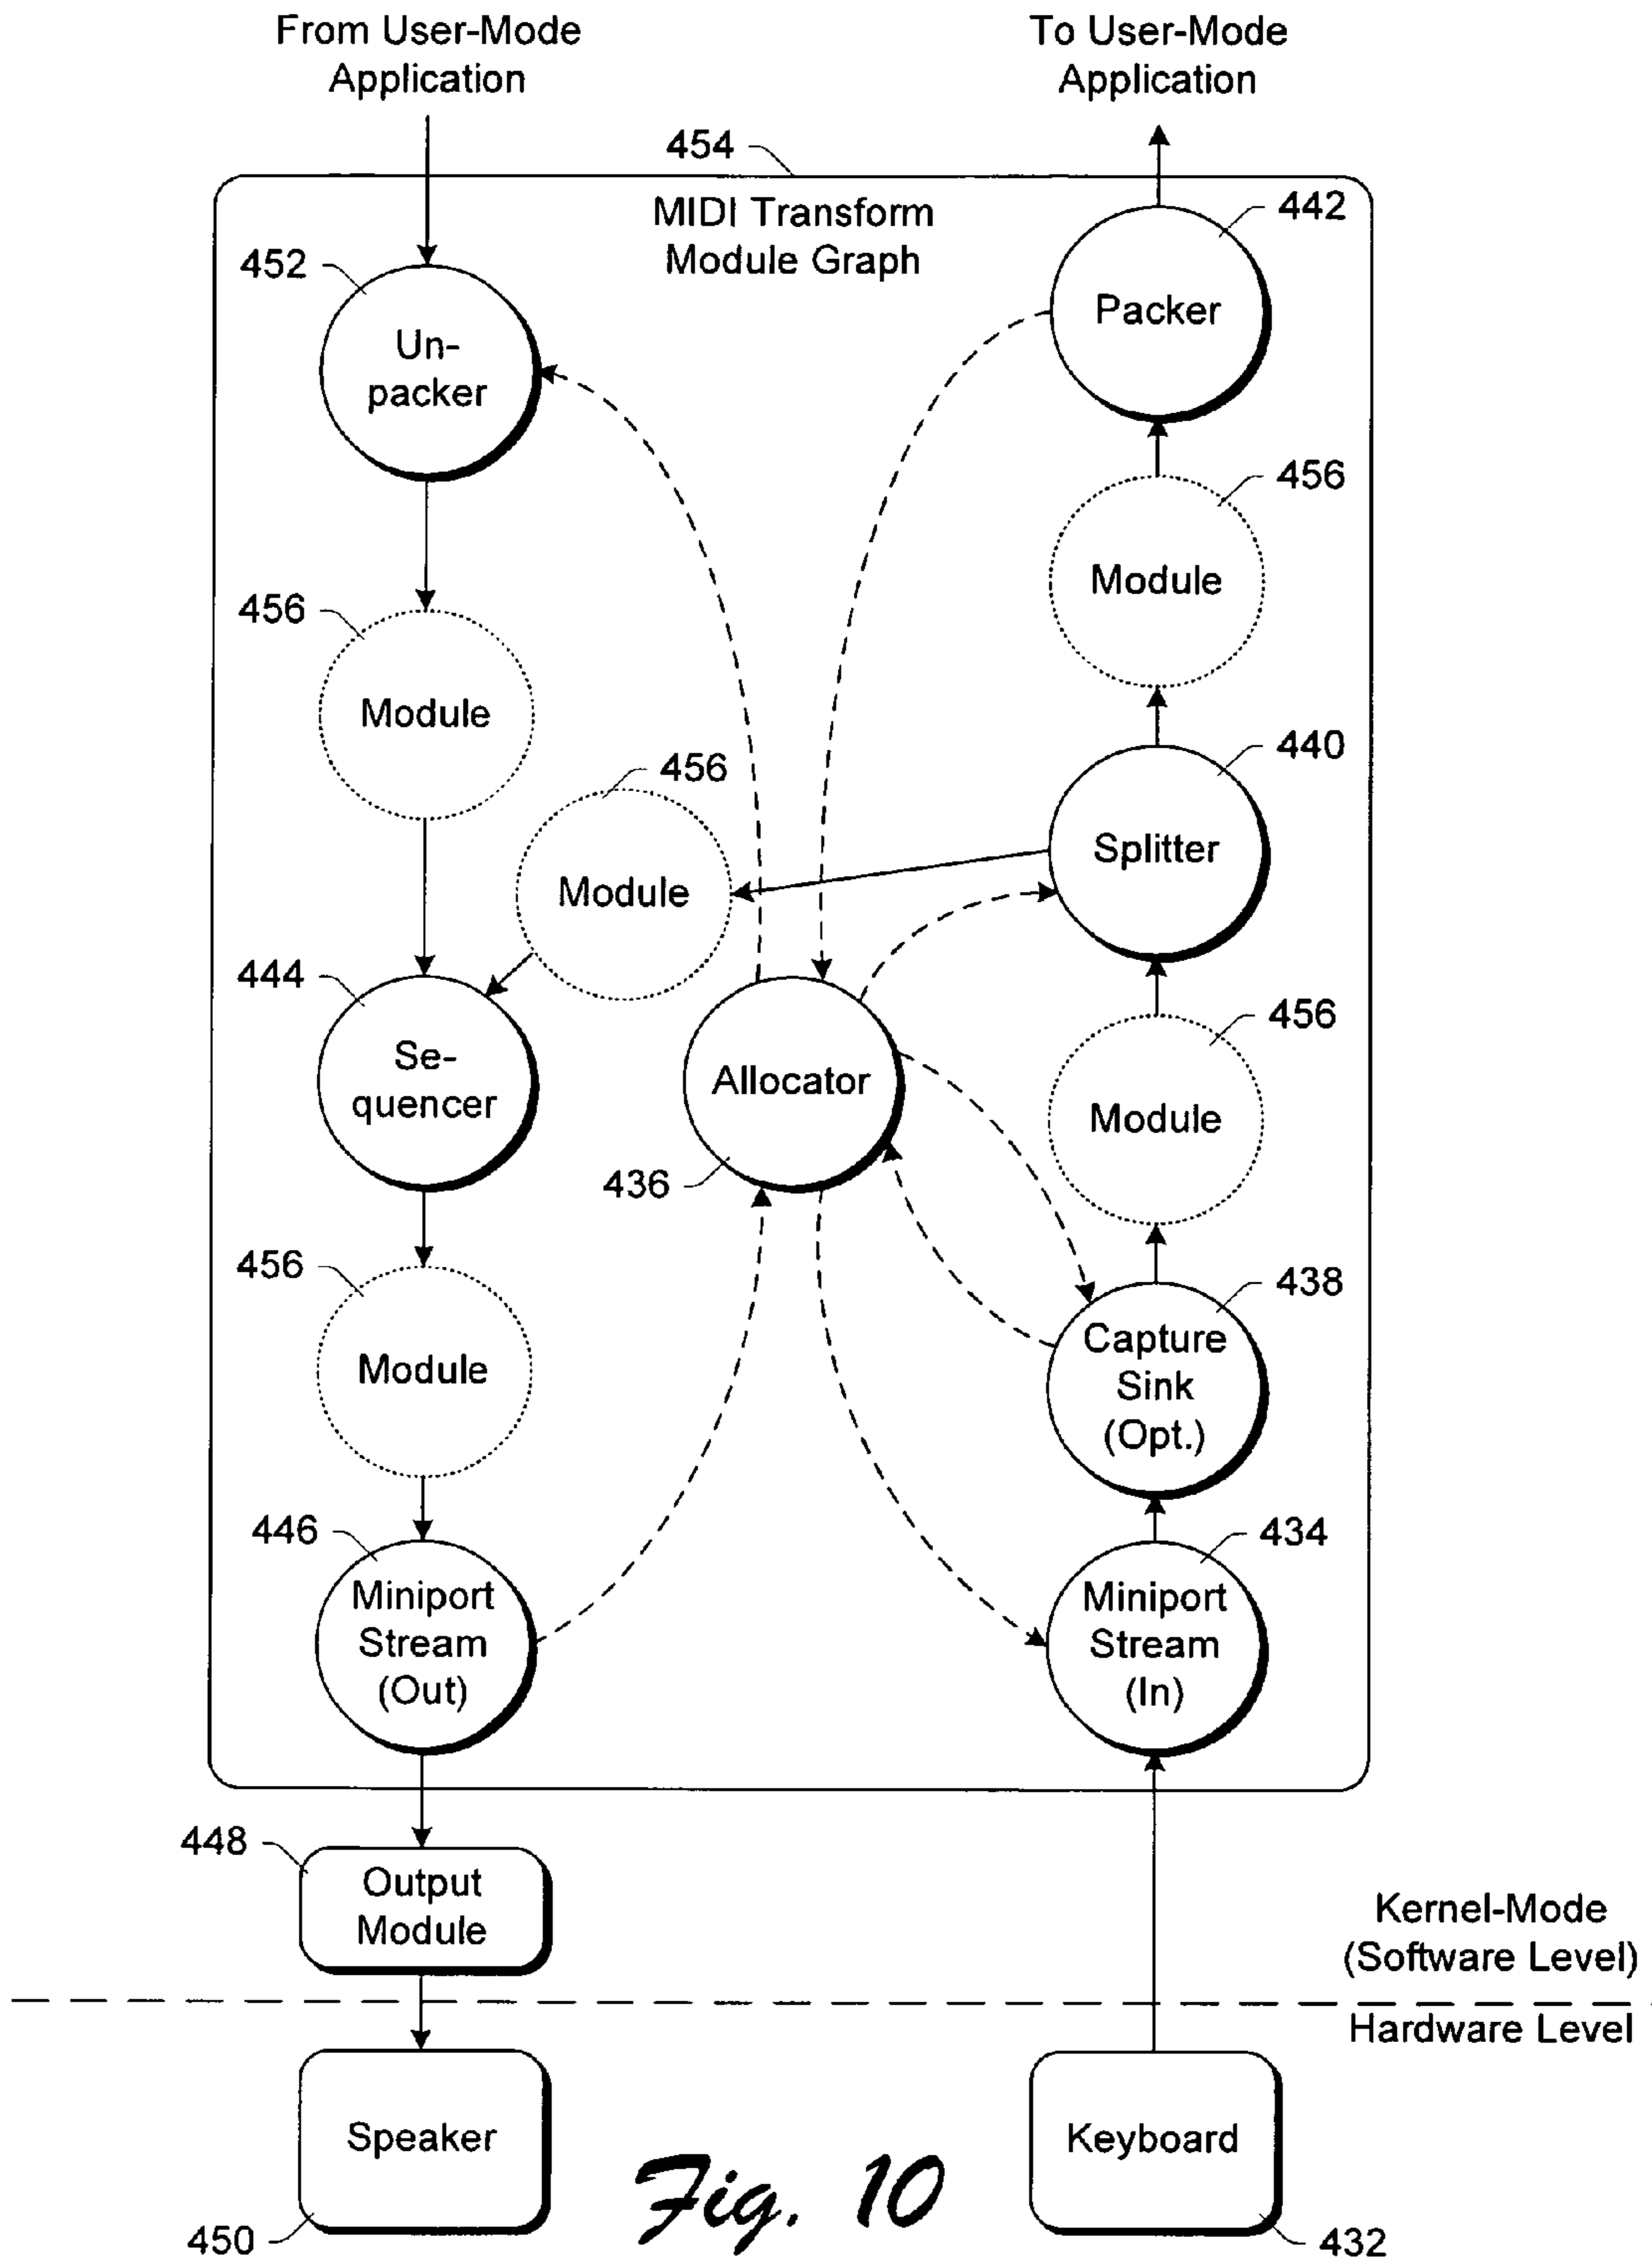 From User-Mode
Application
To User-Mode
Application
454
MIDI Transform
Module Graph
442
Packer
452
Un-
packer
456
Module
456
Module
456
Module
440
Splitter
444
Se-
quencer
Allocator
436
456
Module
456
Module
438
Capture
Sink
(Opt.)
446
Miniport
Stream
(Out)
434
Miniport
Stream
(In)
448
Output
Module
Kernel-Mode
(Software Level)
Hardware Level
Speaker
450
Keyboard
432
Fig. 10